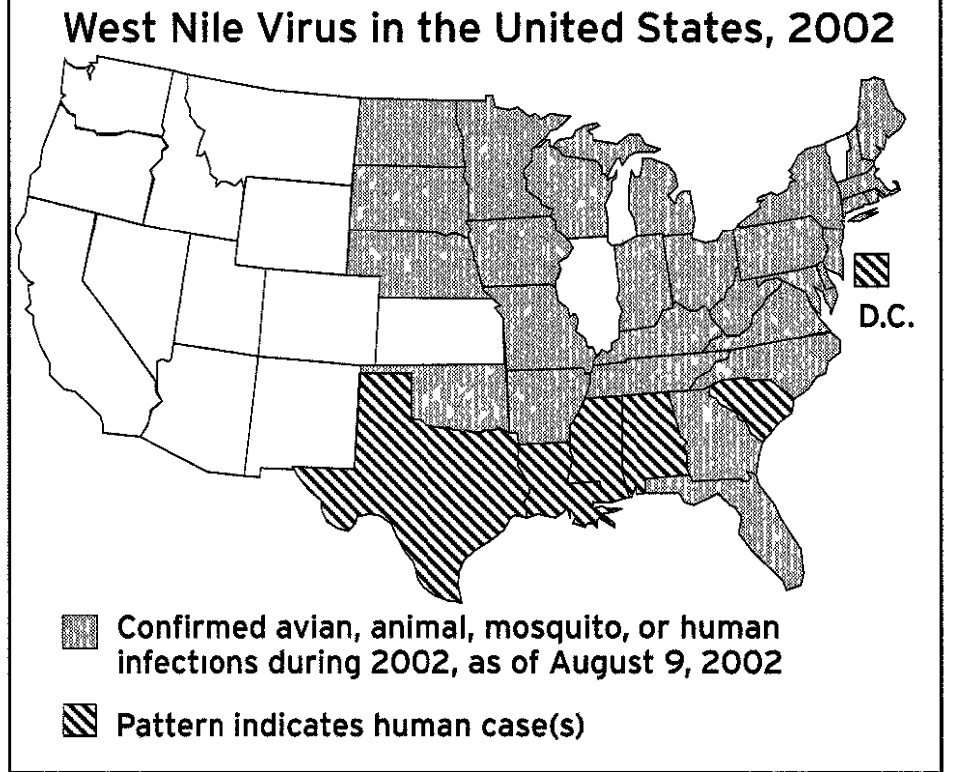 West Nile Virus in the United States, 2002
D.C.
Confirmed avian, animal, mosquito, or human
infections during 2002, as of August 9, 2002
Pattern indicates human case(s)